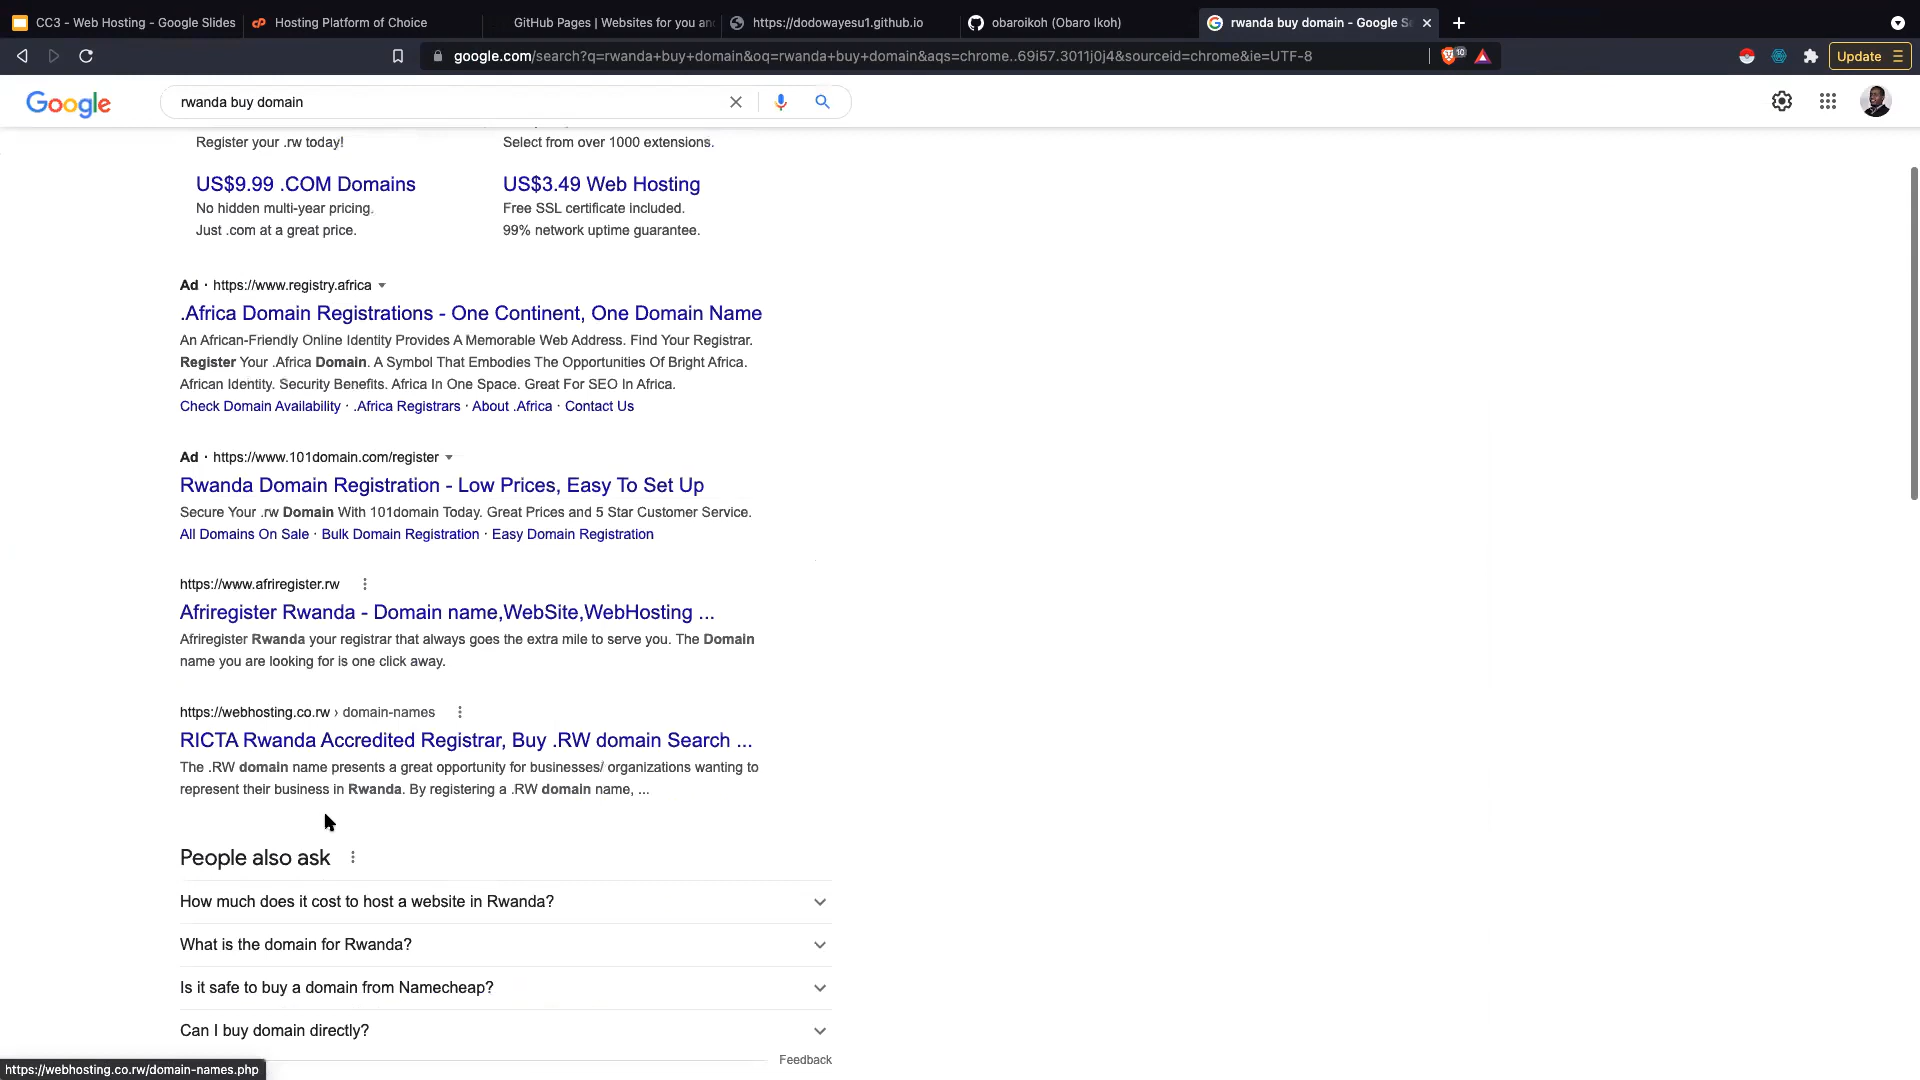 CC3 - Web Hosting - Google Slides
Hosting Platform of Choice
GitHub Pages | Websites for you an
https://dodowayesu1.github.io
obaroikoh (Obaro Ikoh)
rwanda buy domain - Google S
google.com/search?q=rwanda+buy+domain&oq=rwanda+buy+domain&aqs=chrome..69i57.3011j0j4&sourceid=chrome&ie=UTF-8
10
Update
Google
rwanda buy domain
Register your .rw today!
Select from over 1000 extensions.
US$9.99 .COM Domains
US$3.49 Web Hosting
No hidden multi-year pricing.
Free SSL certificate included.
Just .com at a great price.
99% network uptime guarantee.
Ad · https://www.registry.africa
.Africa Domain Registrations - One Continent, One Domain Name
An African-Friendly Online Identity Provides A Memorable Web Address. Find Your Registrar.
Register Your .Africa Domain. A Symbol That Embodies The Opportunities Of Bright Africa.
African Identity. Security Benefits. Africa In One Space. Great For SEO In Africa.
Check Domain Availability · .Africa Registrars · About .Africa · Contact Us
Ad · https://www.101domain.com/register
Rwanda Domain Registration - Low Prices, Easy To Set Up
Secure Your .rw Domain With 101domain Today. Great Prices and 5 Star Customer Service.
All Domains On Sale · Bulk Domain Registration · Easy Domain Registration
https://www.afriregister.rw
Afriregister Rwanda - Domain name,WebSite,WebHosting ...
Afriregister Rwanda your registrar that always goes the extra mile to serve you. The Domain
name you are looking for is one click away.
https://webhosting.co.rw › domain-names
RICTA Rwanda Accredited Registrar, Buy .RW domain Search ...
The .RW domain name presents a great opportunity for businesses/ organizations wanting to
represent their business in Rwanda. By registering a .RW domain name, ...
People also ask
How much does it cost to host a website in Rwanda?
What is the domain for Rwanda?
Is it safe to buy a domain from Namecheap?
Can I buy domain directly?
Feedback
https://webhosting.co.rw/domain-names.php